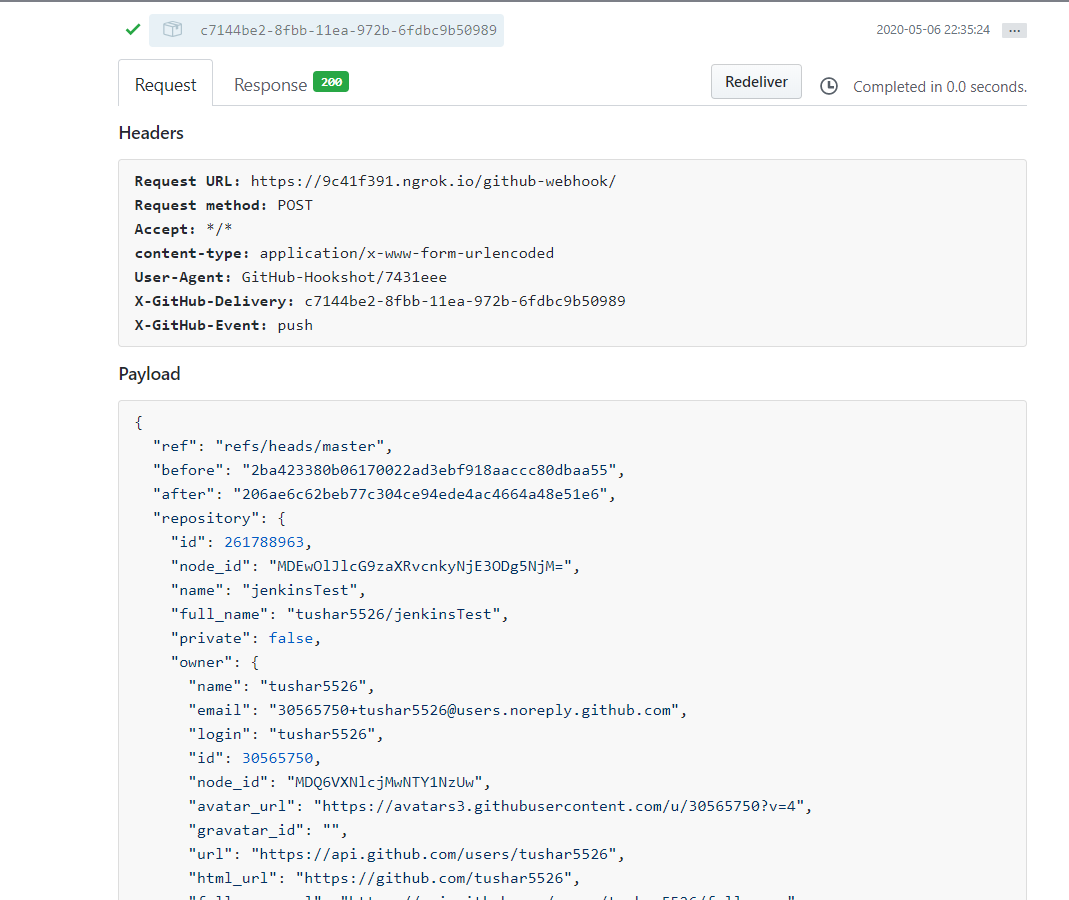 c7144be2-8fbb-11ea-972b-6fdbc9b50989 2020-05-06 22:35:24 ...
Request Response 200 Redeliver Completed in 0.0 seconds.
Headers
Request URL: https://9c41f391.ngrok.io/github-webhook/
Request method: POST
Accept: */*
content-type: application/x-www-form-urlencoded
User-Agent: GitHub-Hookshot/7431eee
X-GitHub-Delivery: c7144be2-8fbb-11ea-972b-6fdbc9b50989
X-GitHub-Event: push
Payload
{
"ref": "refs/heads/master",
"before": "2ba423380b06170022ad3ebf918aaccc80dbaa55",
"after": "206ae6c62beb77c304ce94ede4ac4664a48e51e6",
"repository": {
"id": 261788963,
"node_id": "MDEwOlJlcG9zaXRvcnkyNjE3ODg5NjM=",
"name": "jenkinsTest",
"full_name": "tushar5526/jenkinsTest",
"private": false,
"owner": {
"name": "tushar5526",
"email": "30565750+tushar5526@users.noreply.github.com",
"login": "tushar5526",
"id": 30565750,
"node_id": "MDQ6VXNlcjMwNTY1NzUw",
"avatar_url": "https://avatars3.githubusercontent.com/u/30565750?v=4",
"gravatar_id": "",
"url": "https://api.github.com/users/tushar5526",
"html_url": "https://github.com/tushar5526",